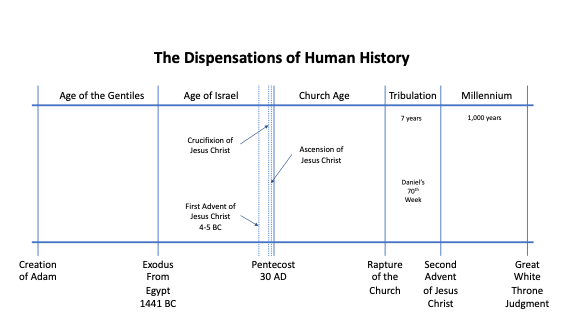 The Dispensations of Human History
Age of the Gentiles
Age of Israel
Church Age
Tribulation
Millennium
7 years
1,000 years
Crucifixion of
Jesus Christ
Ascension of
Jesus Christ
Daniel's
70th
Week
First Advent of
Jesus Christ
4-5 BC
Creation
of Adam
Exodus
From
Egypt
1441 BC
Pentecost
30 AD
Rapture
of the
Church
Second
Advent
of Jesus
Christ
Great
White
Throne
Judgment